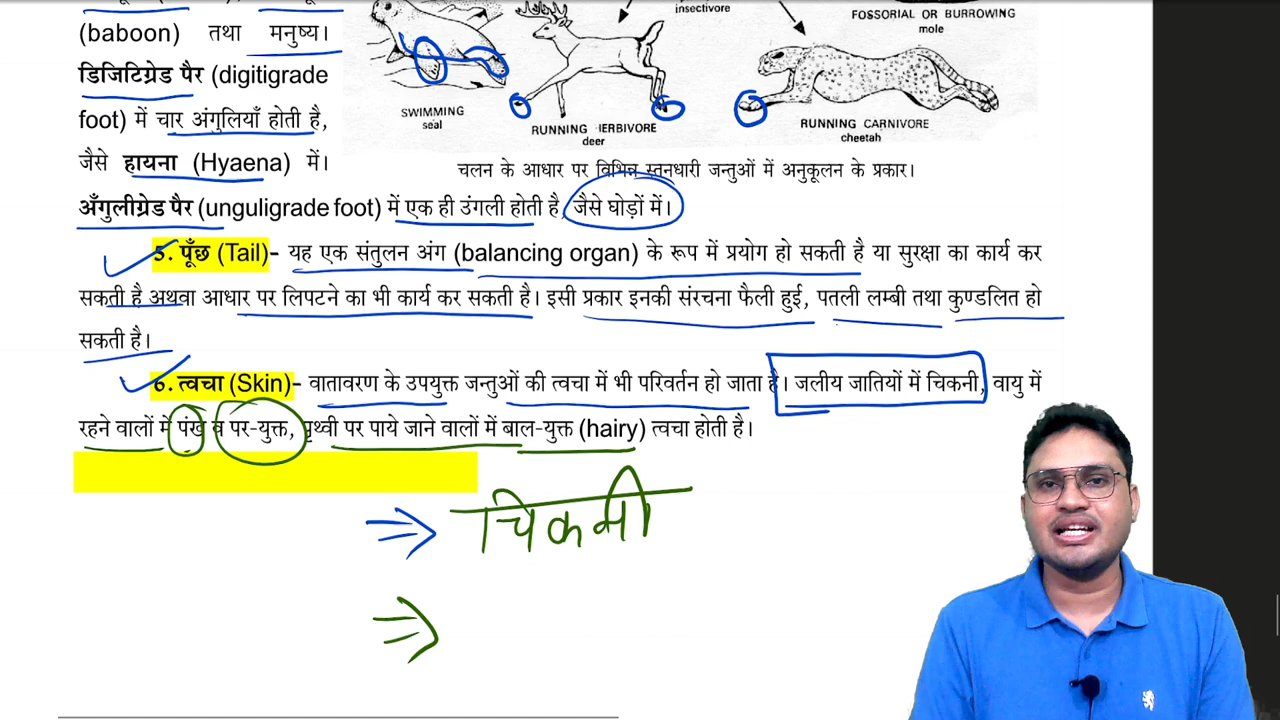 (baboon) तथा मनुष्य।
डिजिटिग्रेड पैर (digitigrade
foot) में चार अंगुलियाँ होती है,
जैसे हायना (Hyaena) में।
insectivore
FOSSORIAL OR BURROWING
mole
SWIMMING
seal
RUNNING HERBIVORE
deer
RUNNING CARNIVORE
cheetah
चलन के आधार पर विभिन्न स्तनधारी जन्तुओं में अनुकूलन के प्रकार।
अँगुलीग्रेड पैर (unguligrade foot) में एक ही उंगली होती है, जैसे घोड़ों में।
5. पूँछ (Tail)- यह एक संतुलन अंग (balancing organ) के रूप में प्रयोग हो सकती है या सुरक्षा का कार्य कर
सकती है अथवा आधार पर लिपटने का भी कार्य कर सकती है। इसी प्रकार इनकी संरचना फैली हुई, पतली लम्बी तथा कुण्डलित हो
सकती है।
6. त्वचा (Skin)- वातावरण के उपयुक्त जन्तुओं की त्वचा में भी परिवर्तन हो जाता है। जलीय जातियों में चिकनी, वायु में
रहने वालों में पंखे व पर-युक्त, पृथ्वी पर पाये जाने वालों में बाल-युक्त (hairy) त्वचा होती है।
चिकनी